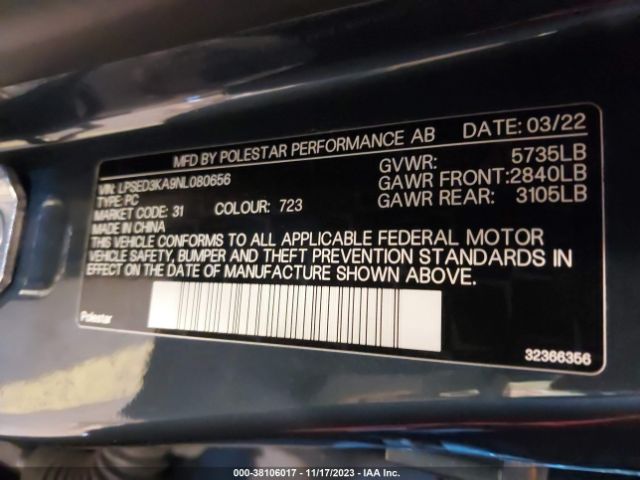 MFD BY POLESTAR PERFORMANCE AB DATE: 03/22
VIN: LPSED3KA9NL080656 GVWR: 5735LB
TYPE: PC GAWR FRONT: 2840LB
MARKET CODE: 31 COLOUR: 723 GAWR REAR: 3105LB
MADE IN CHINA
THIS VEHICLE CONFORMS TO ALL APPLICABLE FEDERAL MOTOR
VEHICLE SAFETY, BUMPER AND THEFT PREVENTION STANDARDS IN
EFFECT ON THE DATE OF MANUFACTURE SHOWN ABOVE.
Polestar
32366356
000-38106017 - 11/17/2023 - IAA Inc.